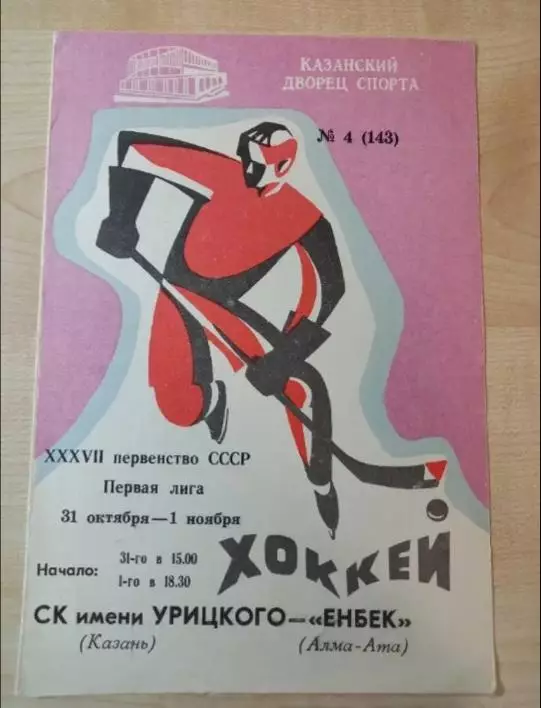 КАЗАНСКИЙ
ДВОРЕЦ СПОРТА
№ 4 (143)
XXXVII первенство СССР
Первая лига
31 октября—1 ноября
Начало:
31-го в 15.00
1-го в 18.30
ХОККЕЙ
СК имени УРИЦКОГО—«ЕНБЕК»
(Казань) (Алма-Ата)